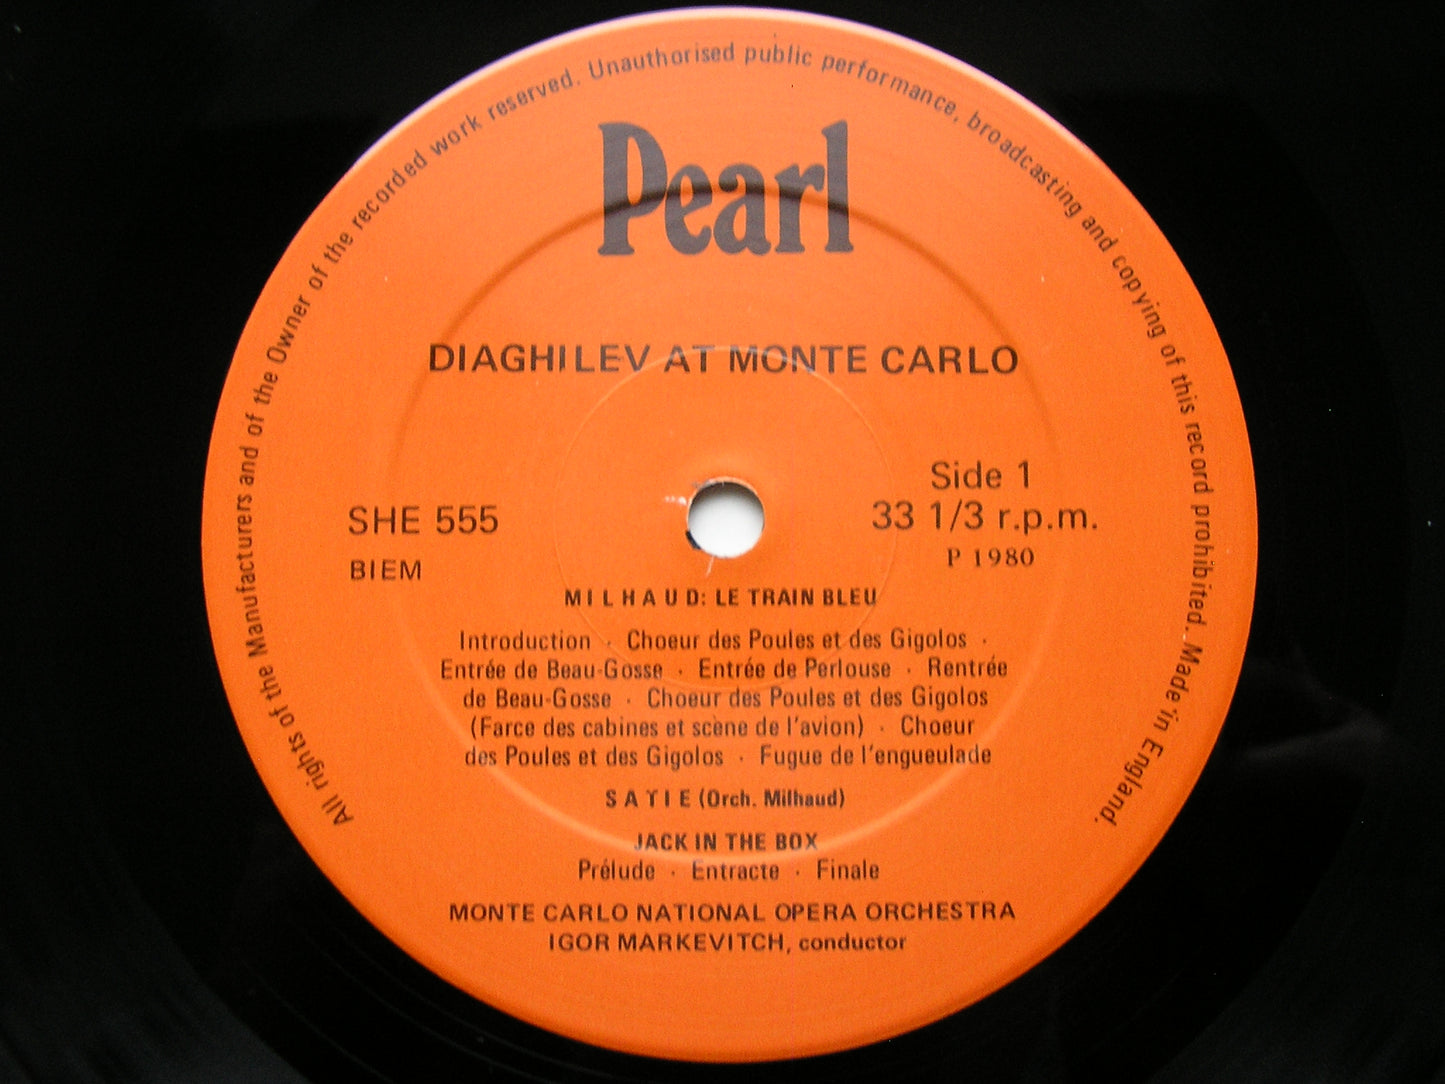 All rights of the Manufacturers and of the Owner of the recorded work reserved. Unauthorised public performance, broadcasting and copying of this record prohibited. Made in England.
Pearl
DIAGHILEV AT MONTE CARLO
Side 1
SHE 555
33 1/3 r.p.m.
BIEM
P 1980
MILHAUD: LE TRAIN BLEU
Introduction · Choeur des Poules et des Gigolos ·
Entrée de Beau-Gosse · Entrée de Perlouse · Rentrée
de Beau-Gosse · Choeur des Poules et des Gigolos
(Farce des cabines et scène de l'avion) · Choeur
des Poules et des Gigolos · Fugue de l'engueulade
SATIE (Orch. Milhaud)
JACK IN THE BOX
Prélude · Entracte · Finale
MONTE CARLO NATIONAL OPERA ORCHESTRA
IGOR MARKEVITCH, conductor